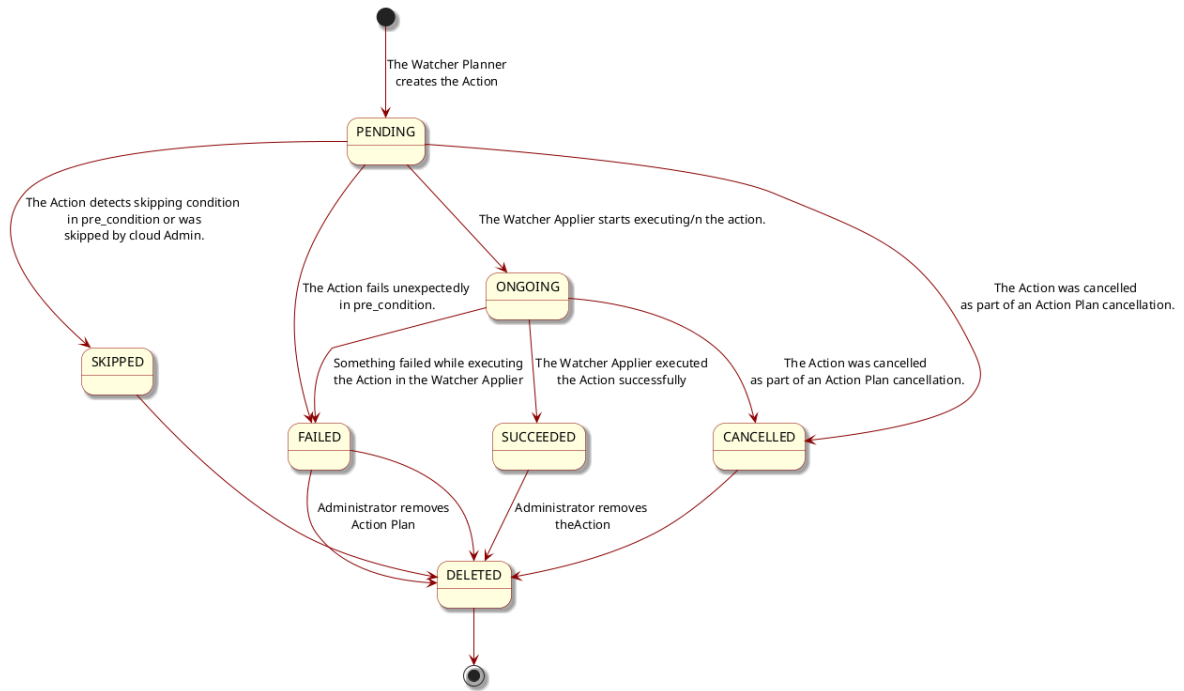 The Watcher Planner
creates the Action
PENDING
The Action detects skipping condition
in pre_condition or was
skipped by cloud Admin.
The Watcher Applier starts executing/n the action.
The Action fails unexpectedly
in pre_condition.
ONGOING
The Action was cancelled
as part of an Action Plan cancellation.
SKIPPED
Something failed while executing
the Action in the Watcher Applier
The Watcher Applier executed
the Action successfully
The Action was cancelled
as part of an Action Plan cancellation.
FAILED
SUCCEEDED
CANCELLED
Administrator removes
Action Plan
Administrator removes
theAction
DELETED